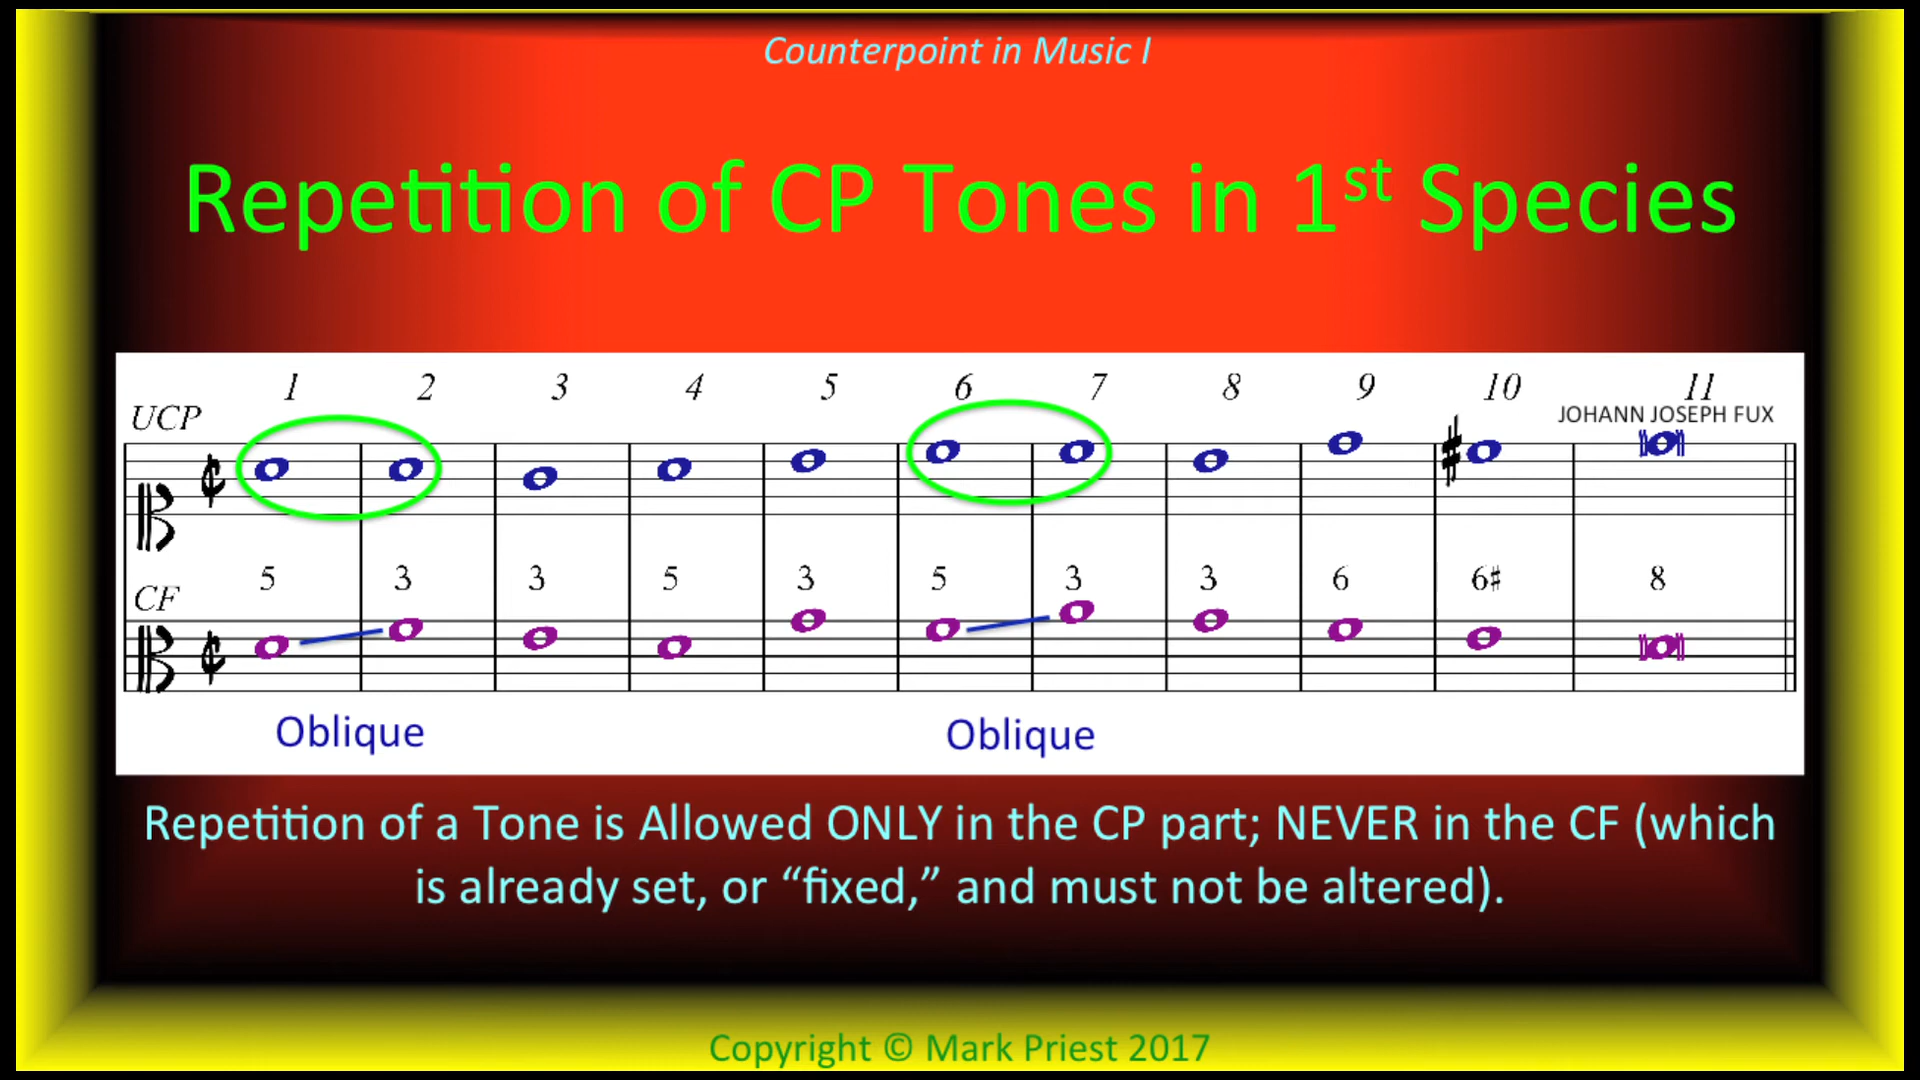 Counterpoint in Music I
Repetition of CP Tones in 1st Species
1 2 3 4 5 6 7 8 9 10 11
UCP
JOHANN JOSEPH FUX
5 3 3 5 3 5 3 3 6 6♯ 8
CF
Oblique Oblique
Repetition of a Tone is Allowed ONLY in the CP part; NEVER in the CF (which
is already set, or “fixed,” and must not be altered).
Copyright © Mark Priest 2017